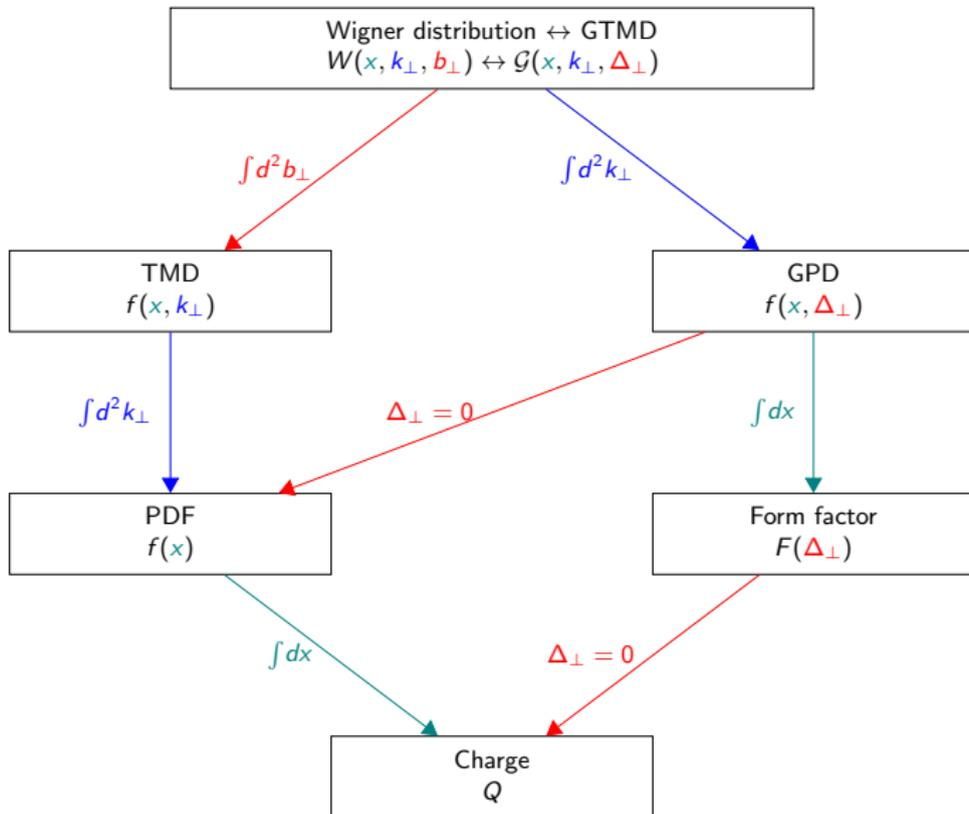 Wigner distribution ↔ GTMD
W(x, k⊥, b⊥) ↔ 𝒢(x, k⊥, Δ⊥)
∫d²b⊥
∫d²k⊥
TMD
f(x, k⊥)
GPD
f(x, Δ⊥)
∫d²k⊥
Δ⊥ = 0
∫dx
PDF
f(x)
Form factor
F(Δ⊥)
∫dx
Δ⊥ = 0
Charge
Q